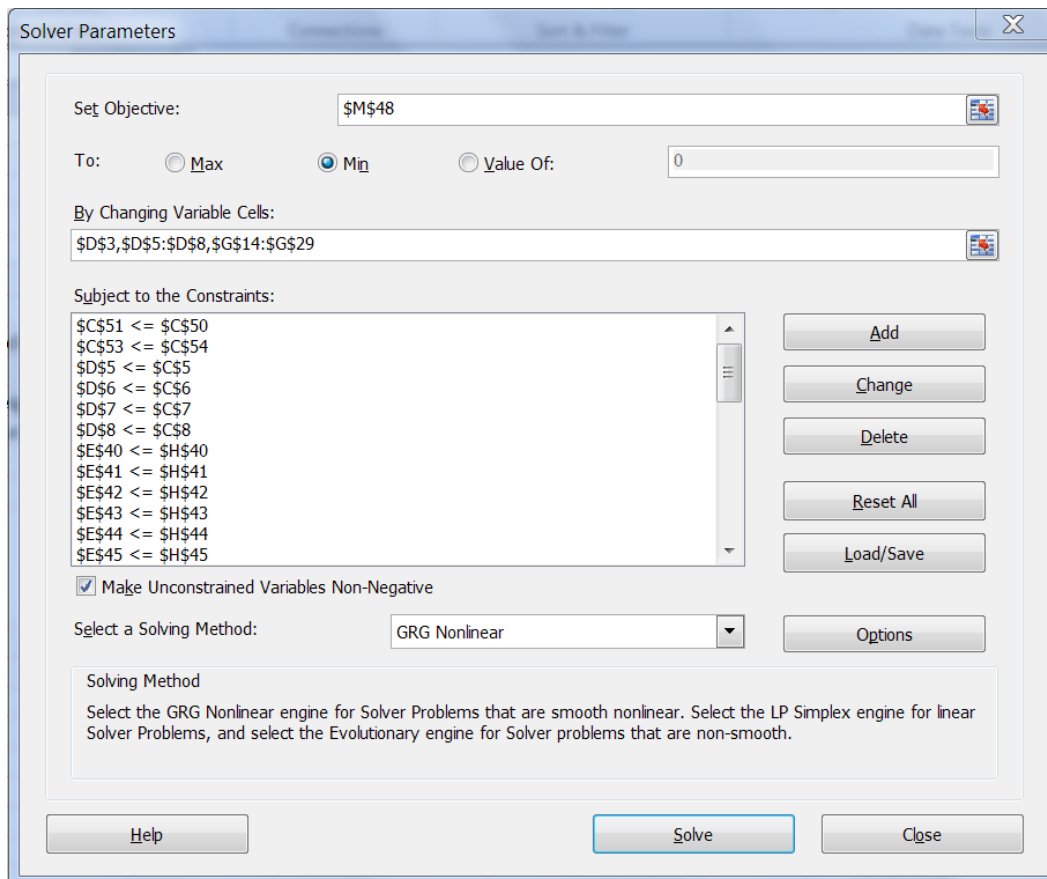 Solver Parameters
Set Objective: $M$48
To: Max Min Value Of: 0
By Changing Variable Cells:
$D$3,$D$5:$D$8,$G$14:$G$29
Subject to the Constraints:
$C$51 <= $C$50
$C$53 <= $C$54
$D$5 <= $C$5
$D$6 <= $C$6
$D$7 <= $C$7
$D$8 <= $C$8
$E$40 <= $H$40
$E$41 <= $H$41
$E$42 <= $H$42
$E$43 <= $H$43
$E$44 <= $H$44
$E$45 <= $H$45
Add
Change
Delete
Reset All
Load/Save
Make Unconstrained Variables Non-Negative
Select a Solving Method: GRG Nonlinear Options
Solving Method
Select the GRG Nonlinear engine for Solver Problems that are smooth nonlinear. Select the LP Simplex engine for linear
Solver Problems, and select the Evolutionary engine for Solver problems that are non-smooth.
Help Solve Close